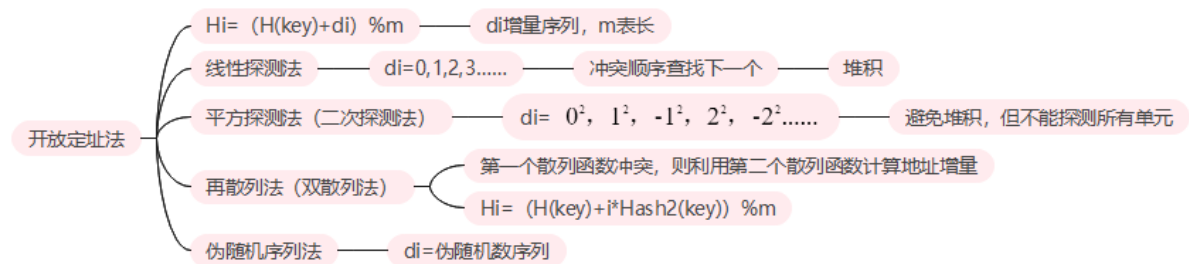 开放定址法
Hi=（H(key)+di）%m
di增量序列，m表长
线性探测法
di=0,1,2,3……
冲突顺序查找下一个
堆积
平方探测法（二次探测法）
di= 0²，1²，-1²，2²，-2²……
避免堆积，但不能探测所有单元
再散列法（双散列法）
第一个散列函数冲突，则利用第二个散列函数计算地址增量
Hi=（H(key)+i*Hash2(key)）%m
伪随机序列法
di=伪随机数序列